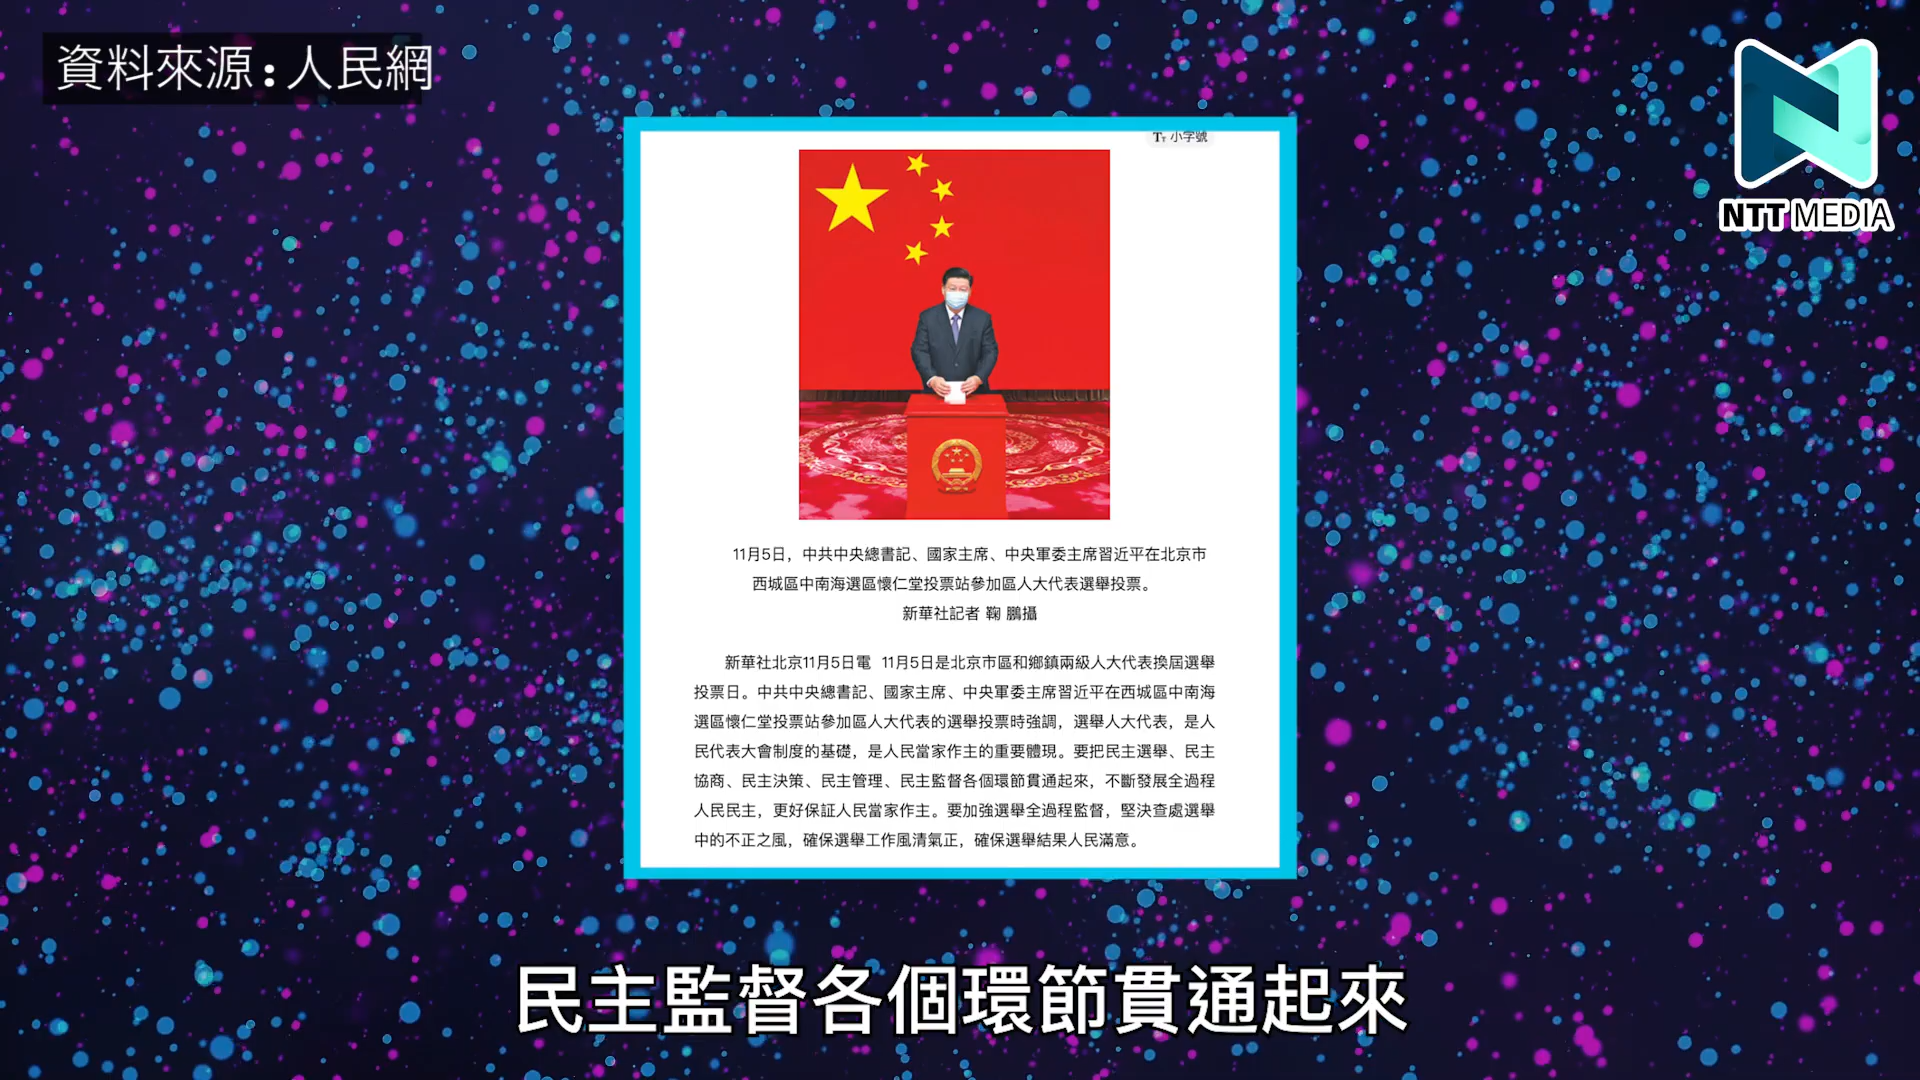 資料來源:人民網
NTT MEDIA
TT 小字號
11月5日，中共中央總書記、國家主席、中央軍委主席習近平在北京市
西城區中南海選區懷仁堂投票站參加區人大代表選舉投票。
新華社記者 鞠 鵬攝
新華社北京11月5日電 11月5日是北京市區和鄉鎮兩級人大代表換屆選舉
投票日。中共中央總書記、國家主席、中央軍委主席習近平在西城區中南海
選區懷仁堂投票站參加區人大代表的選舉投票時強調，選舉人大代表，是人
民代表大會制度的基礎，是人民當家作主的重要體現。要把民主選舉、民主
協商、民主決策、民主管理、民主監督各個環節貫通起來，不斷發展全過程
人民民主，更好保証人民當家作主。要加強選舉全過程監督，堅決查處選舉
中的不正之風，確保選舉工作風清氣正，確保選舉結果人民滿意。
民主監督各個環節貫通起來